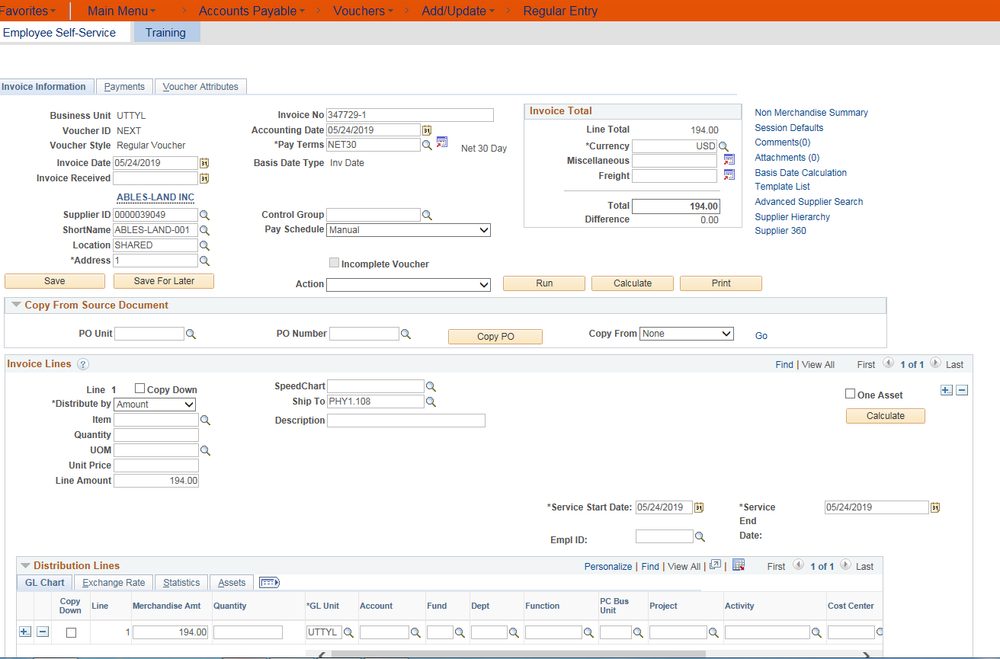 Favorites Main Menu > Accounts Payable > Vouchers > Add/Update > Regular Entry
Employee Self-Service Training
Invoice Information Payments Voucher Attributes
Business Unit UTTYL
Voucher ID NEXT
Voucher Style Regular Voucher
Invoice Date 05/24/2019
Invoice Received
ABLES-LAND INC
Supplier ID 0000039049
ShortName ABLES-LAND-001
Location SHARED
*Address 1
Invoice No 347729-1
Accounting Date 05/24/2019
*Pay Terms NET30 Net 30 Day
Basis Date Type Inv Date
Control Group
Pay Schedule Manual
Incomplete Voucher
Invoice Total
Line Total 194.00
*Currency USD
Miscellaneous
Freight
Total 194.00
Difference 0.00
Non Merchandise Summary
Session Defaults
Comments(0)
Attachments (0)
Basis Date Calculation
Template List
Advanced Supplier Search
Supplier Hierarchy
Supplier 360
Save Save For Later Action Run Calculate Print
Copy From Source Document
PO Unit PO Number Copy PO Copy From None Go
Invoice Lines ? Find | View All First 1 of 1 Last
Line 1 Copy Down
*Distribute by Amount
Item
Quantity
UOM
Unit Price
Line Amount 194.00
SpeedChart
Ship To PHY1.108
Description
One Asset
Calculate
*Service Start Date: 05/24/2019
*Service
End
Date:
05/24/2019
Empl ID:
Distribution Lines Personalize | Find | View All | | First 1 of 1 Last
GL Chart Exchange Rate Statistics Assets
Copy
Down
Line Merchandise Amt Quantity *GL Unit Account Fund Dept Function
PC Bus
Unit
Project Activity Cost Center
1 194.00 UTTYL